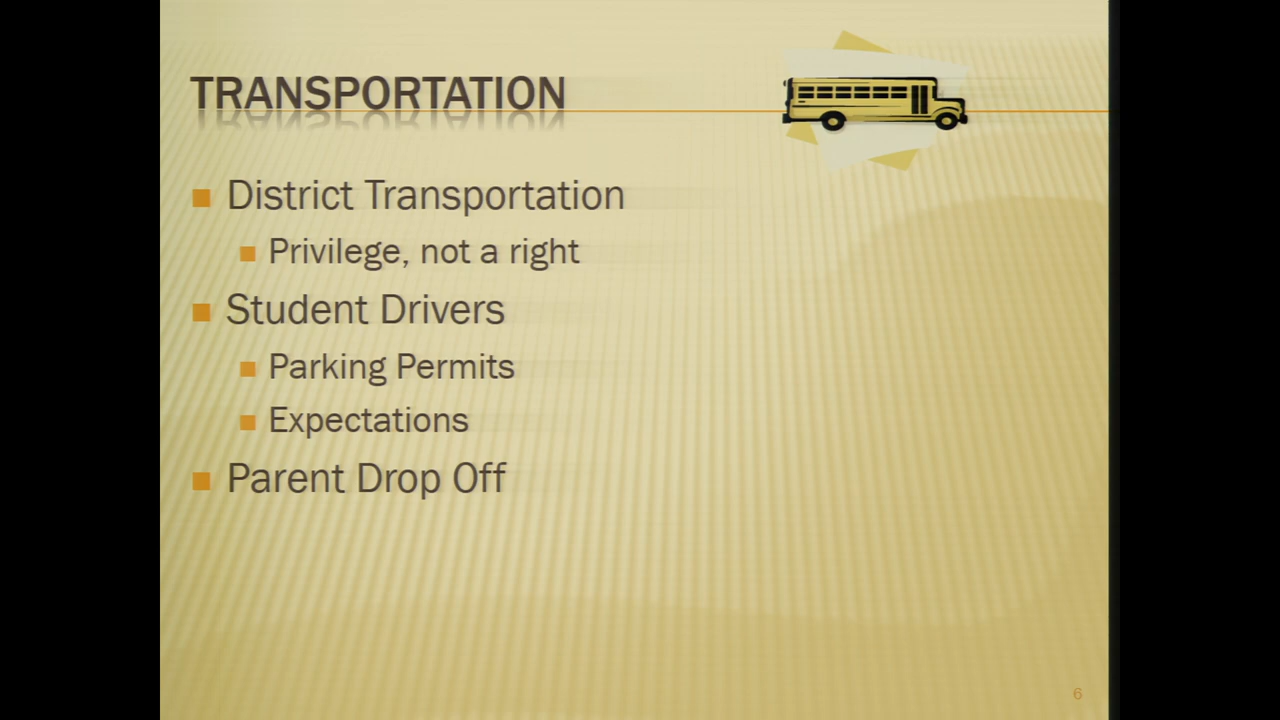 TRANSPORTATION
District Transportation
Privilege, not a right
Student Drivers
Parking Permits
Expectations
Parent Drop Off
6